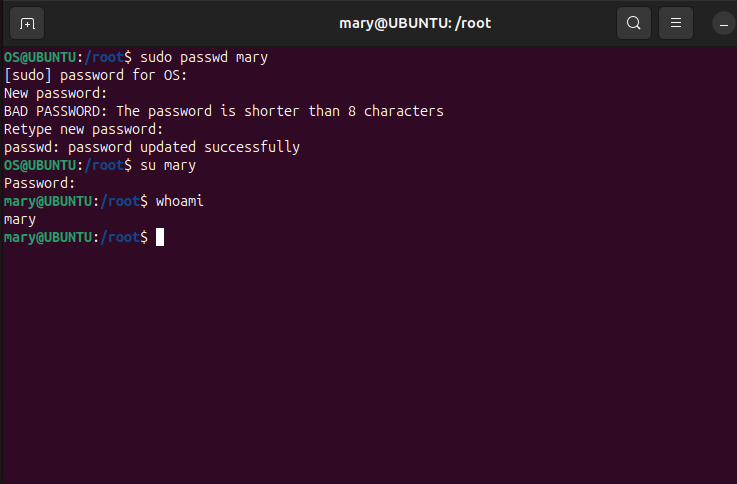 mary@UBUNTU: /root
OS@UBUNTU:/root$ sudo passwd mary
[sudo] password for OS:
New password:
BAD PASSWORD: The password is shorter than 8 characters
Retype new password:
passwd: password updated successfully
OS@UBUNTU:/root$ su mary
Password:
mary@UBUNTU:/root$ whoami
mary
mary@UBUNTU:/root$